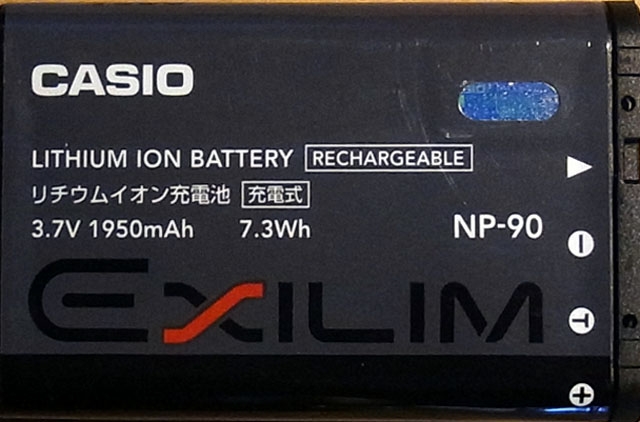 CASIO
LITHIUM ION BATTERY RECHARGEABLE
リチウムイオン充電池 充電式
3.7V 1950mAh 7.3Wh NP-90
EXILIM
T